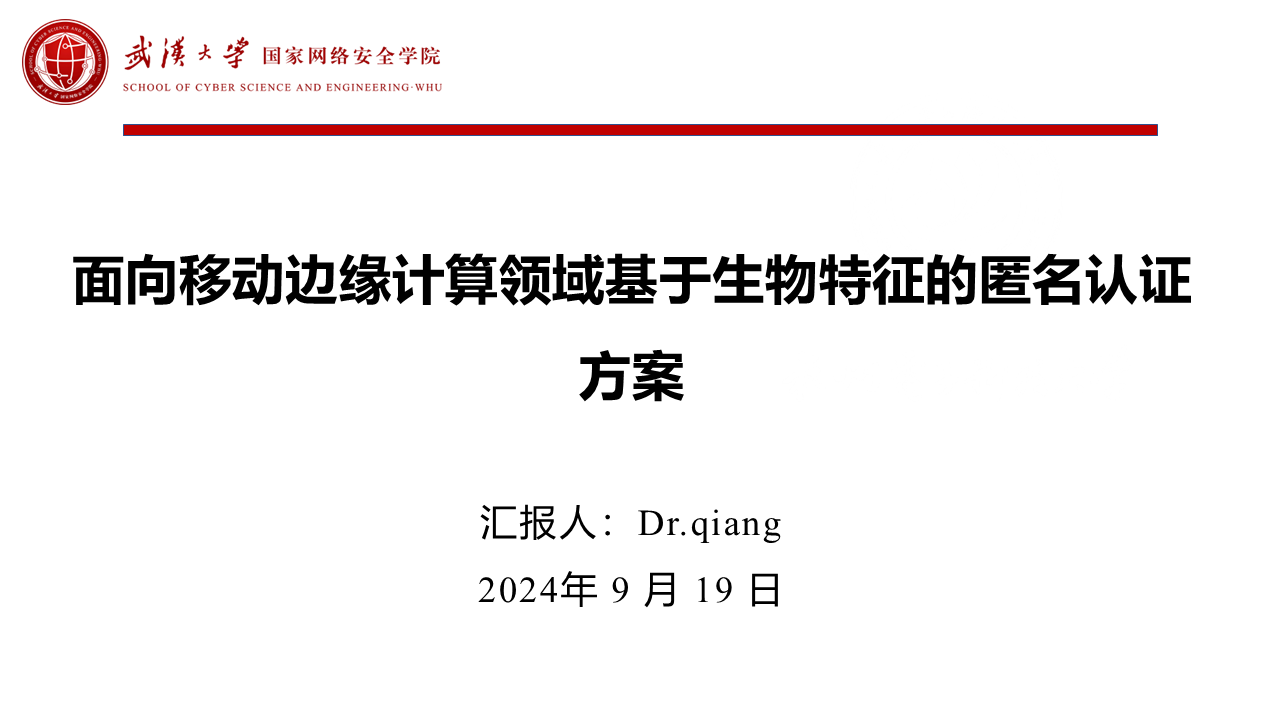 武漢大学 国家网络安全学院
SCHOOL OF CYBER SCIENCE AND ENGINEERING·WHU
面向移动边缘计算领域基于生物特征的匿名认证
方案
汇报人：Dr.qiang
2024年 9 月 19 日